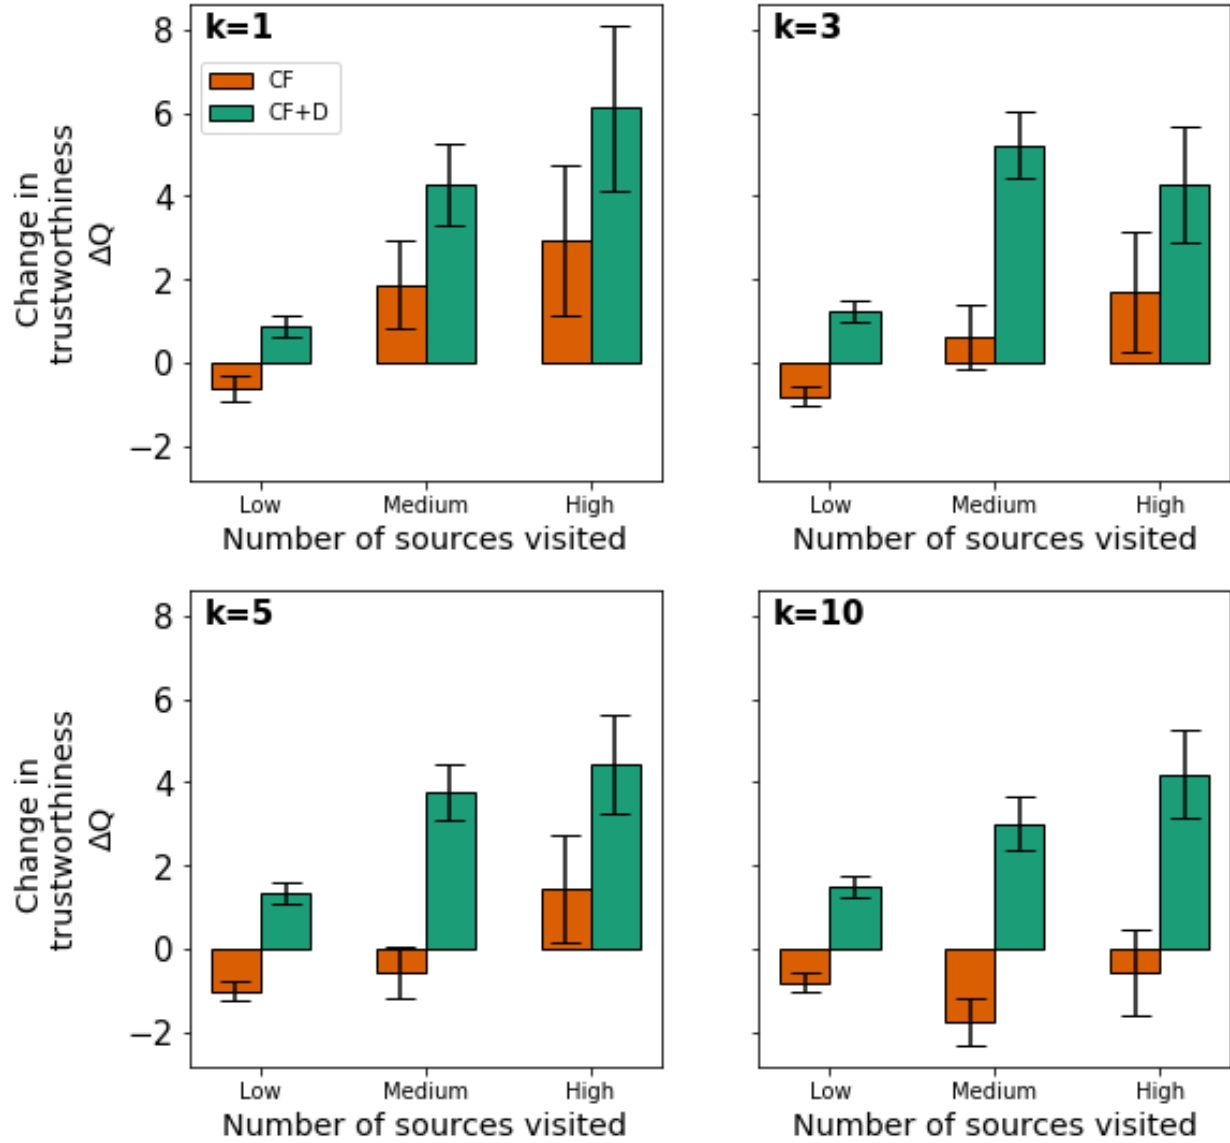 k=1
CF
CF+D
8
6
4
2
0
−2
Change in
trustworthiness
ΔQ
Low Medium High
Number of sources visited
k=3
Low Medium High
Number of sources visited
k=5
8
6
4
2
0
−2
Change in
trustworthiness
ΔQ
Low Medium High
Number of sources visited
k=10
Low Medium High
Number of sources visited